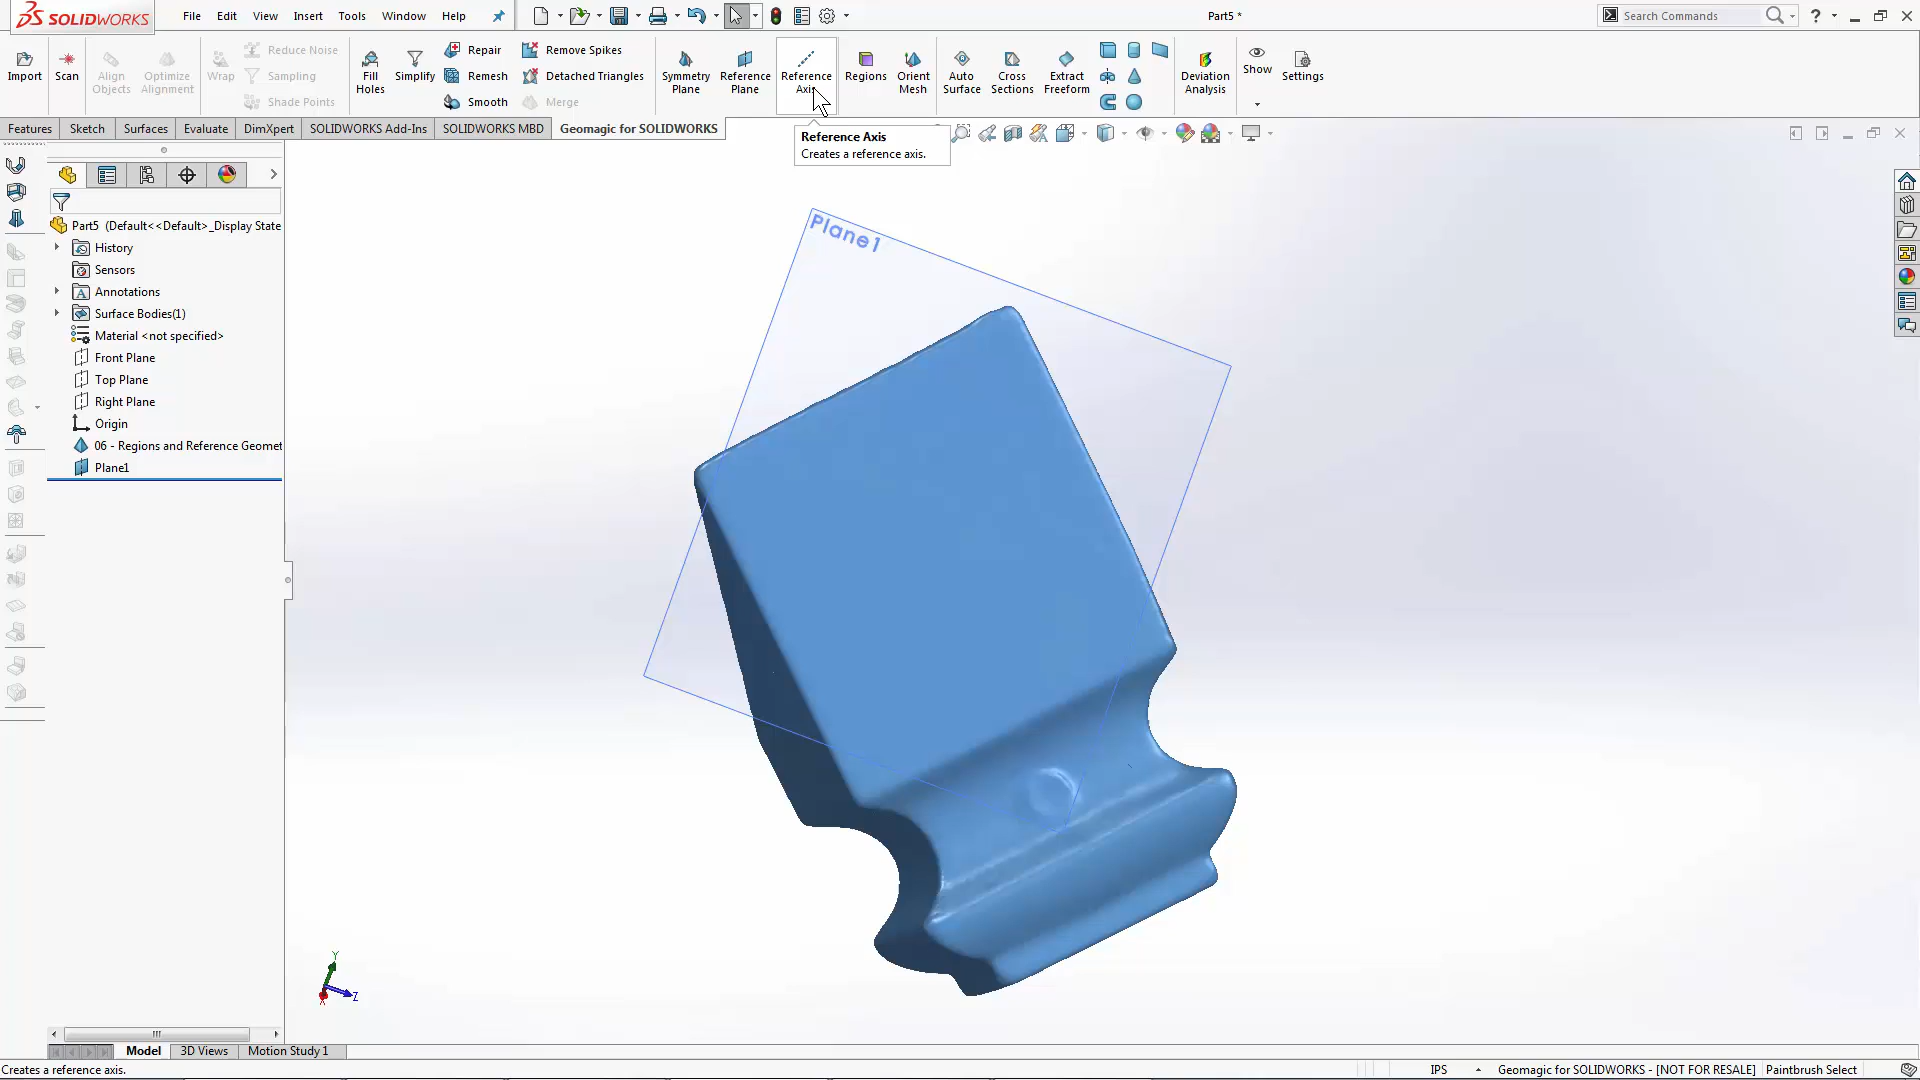 SOLIDWORKS
File Edit View Insert Tools Window Help
Part5 *
Search Commands
?
Import
Scan
Align Objects
Optimize Alignment
Wrap
Reduce Noise
Sampling
Shade Points
Fill Holes
Simplify
Repair
Remesh
Smooth
Remove Spikes
Detached Triangles
Merge
Symmetry Plane
Reference Plane
Reference Axis
Regions
Orient Mesh
Auto Surface
Cross Sections
Extract Freeform
Deviation Analysis
Show
Settings
Features Sketch Surfaces Evaluate DimXpert SOLIDWORKS Add-Ins SOLIDWORKS MBD Geomagic for SOLIDWORKS
Reference Axis
Creates a reference axis.
Part5 (Default<<Default>_Display State
History
Sensors
Annotations
Surface Bodies(1)
Material <not specified>
Front Plane
Top Plane
Right Plane
Origin
06 - Regions and Reference Geomet
Plane1
Plane1
Y
Z
X
Model 3D Views Motion Study 1
Creates a reference axis.
IPS
Geomagic for SOLIDWORKS - [NOT FOR RESALE]
Paintbrush Select